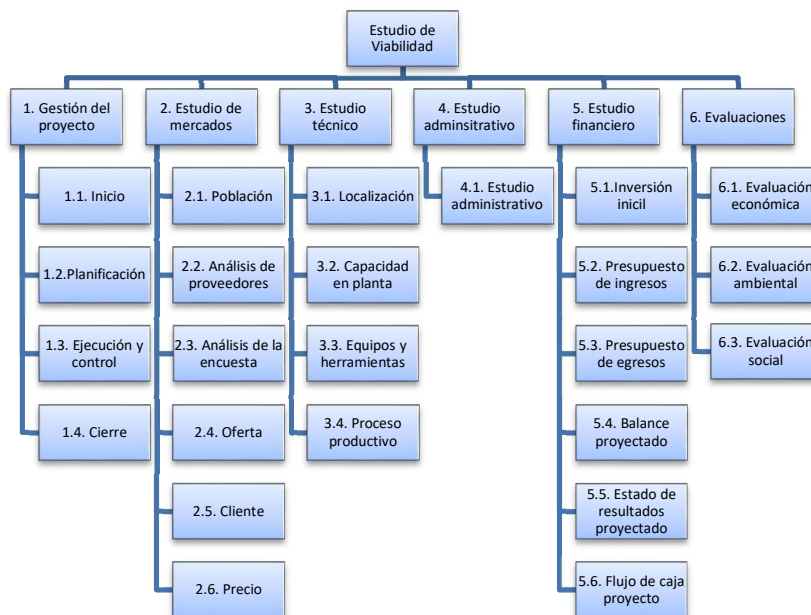 Estudio de
Viabilidad
1. Gestión del
proyecto
2. Estudio de
mercados
3. Estudio
técnico
4. Estudio
adminsitrativo
5. Estudio
financiero
6. Evaluaciones
1.1. Inicio
1.2.Planificación
1.3. Ejecución y
control
1.4. Cierre
2.1. Población
2.2. Análisis de
proveedores
2.3. Análisis de la
encuesta
2.4. Oferta
2.5. Cliente
2.6. Precio
3.1. Localización
3.2. Capacidad
en planta
3.3. Equipos y
herramientas
3.4. Proceso
productivo
4.1. Estudio
administrativo
5.1.Inversión
inicil
5.2. Presupuesto
de ingresos
5.3. Presupuesto
de egresos
5.4. Balance
proyectado
5.5. Estado de
resultados
proyectado
5.6. Flujo de caja
proyecto
6.1. Evaluación
económica
6.2. Evaluación
ambiental
6.3. Evaluación
social